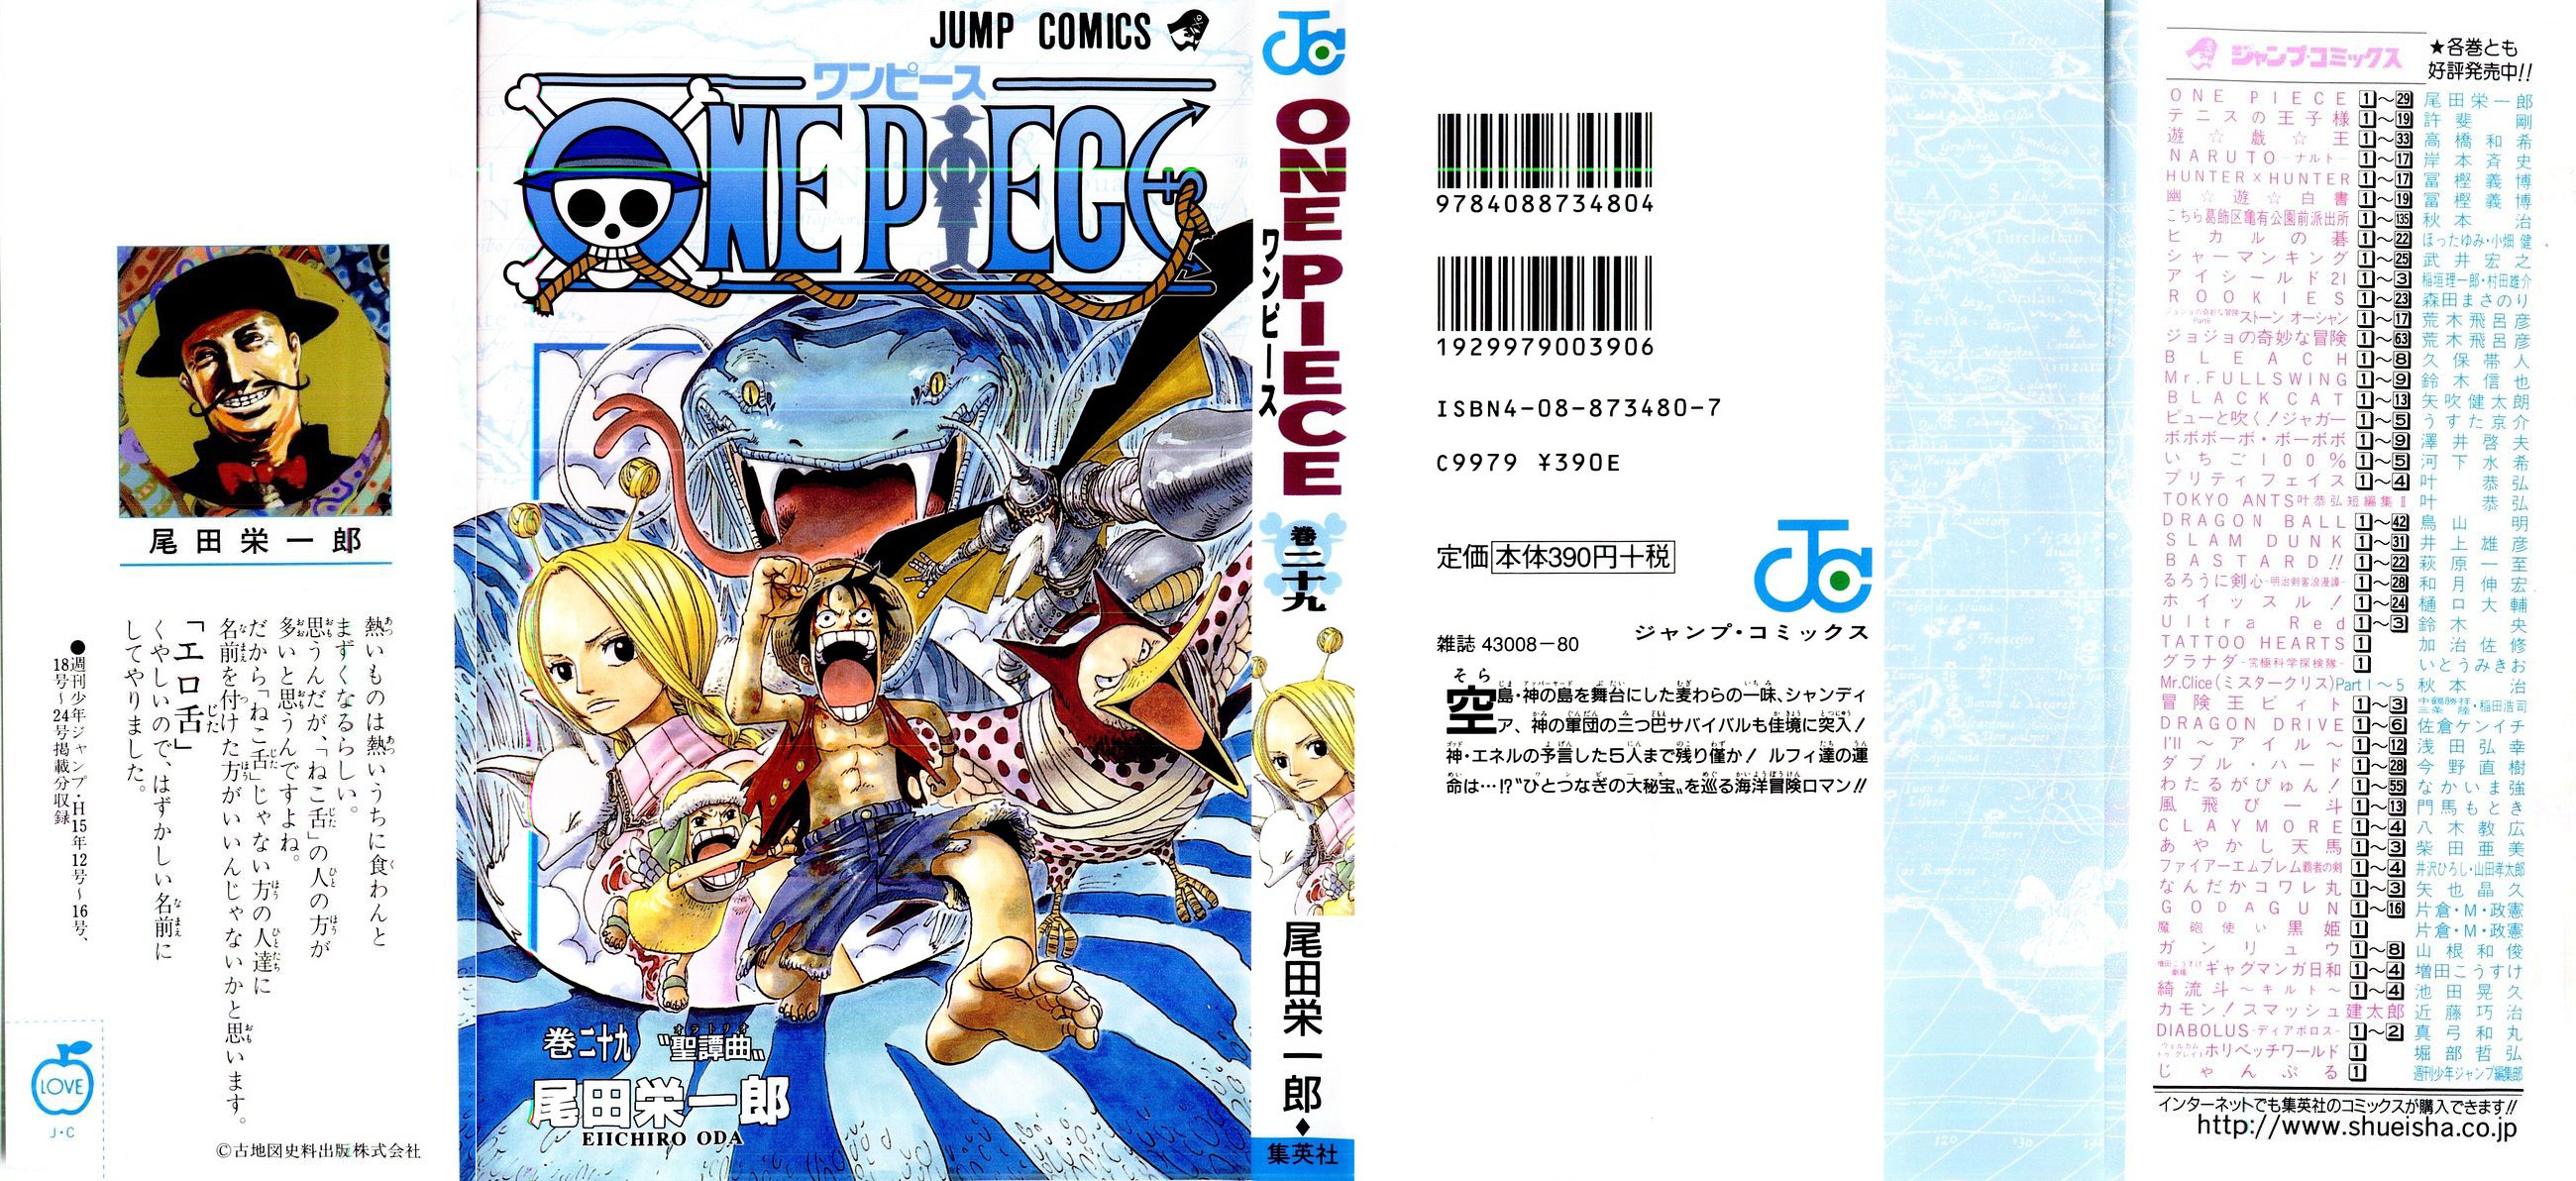 尾田栄一郎
熱いものは熱いうちに食わんと
まずくなるらしい。
思うんだが、「ねこ舌」の人の方が
多いと思うんですよね。
だから「ねこ舌」じゃない方の人達に
名前を付けた方がいいんじゃないかと思います。
「エロ舌」
くやしいので、はずかしい名前に
してやりました。
●週刊少年ジャンプ・H15年12号〜16号、
18号〜24号掲載分収録
LOVE
J・C
©古地図史料出版株式会社
JUMP COMICS
ワンピース
ONE PIECE
巻二十九 "聖譚曲"
オラトリオ
尾田栄一郎
EIICHIRO ODA
JC
ONE PIECE
ワンピース
巻二十九
尾田栄一郎◆
集英社
9784088734804
1929979003906
ISBN4-08-873480-7
C9979 ¥390E
定価 本体390円+税
JC
ジャンプ・コミックス
雑誌 43008-80
空島・神の島を舞台にした麦わらの一味、シャンディ
ア、神の軍団の三つ巴サバイバルも佳境に突入!
神・エネルの予言した5人まで残り僅か! ルフィ達の運
命は…!?"ひとつなぎの大秘宝"を巡る海洋冒険ロマン!!
ジャンプ・コミックス
★各巻とも
好評発売中!!
ONE PIECE 1〜29 尾田栄一郎
テニスの王子様 1〜19 許斐剛
遊☆戯☆王 1〜33 高橋和希
NARUTO-ナルト- 1〜17 岸本斉史
HUNTER×HUNTER 1〜17 冨樫義博
幽☆遊☆白書 1〜19 冨樫義博
こちら葛飾区亀有公園前派出所 1〜135 秋本治
ヒカルの碁 1〜22 ほったゆみ・小畑健
シャーマンキング 1〜25 武井宏之
アイシールド21 1〜3 稲垣理一郎・村田雄介
ROOKIES 1〜23 森田まさのり
ストーンオーシャン 1〜17 荒木飛呂彦
ジョジョの奇妙な冒険 1〜63 荒木飛呂彦
BLEACH 1〜8 久保帯人
Mr.FULLSWING 1〜9 鈴木信也
BLACK CAT 1〜13 矢吹健太朗
ピューと吹く!ジャガー 1〜5 うすた京介
ボボボーボ・ボーボボ 1〜9 澤井啓夫
いちご100% 1〜5 河下水希
プリティフェイス 1〜4 叶恭弘
TOKYO ANTS叶恭弘短編集Ⅱ 叶恭弘
DRAGON BALL 1〜42 鳥山明
SLAM DUNK 1〜31 井上雄彦
BASTARD!! 1〜22 萩原一至
るろうに剣心-明治剣客浪漫譚- 1〜28 和月伸宏
ホイッスル! 1〜24 樋口大輔
Ultra Red 1〜3 鈴木央
TATTOO HEARTS 1 加治佐修
グラナダ-究極科学探検隊- 1 いとうみきお
Mr.Clice(ミスタークリス)Part 1〜5 秋本治
冒険王ビィト 1〜3 三条陸・稲田浩司
DRAGON DRIVE 1〜6 佐倉ケンイチ
I'll〜アイル〜 1〜12 浅田弘幸
ダブル・ハード 1〜28 今野直樹
わたるがぴゅん! 1〜55 なかいま強
風飛び一斗 1〜13 門馬もとき
CLAYMORE 1〜4 八木教広
あやかし天馬 1〜3 柴田亜美
ファイアーエムブレム覇者の剣 1〜4 井沢ひろし・山田孝太郎
なんだかコワレ丸 1〜3 矢也晶久
GODAGUN 1〜16 片倉・M・政憲
魔砲使い黒姫 1 片倉・M・政憲
ガンリュウ 1〜8 山根和俊
増田こうすけ劇場 ギャグマンガ日和 1〜4 増田こうすけ
綺流斗〜キルト〜 1〜4 池田晃久
カモン!スマッシュ建太郎 近藤巧治
DIABOLUS-ディアボロス- 1〜2 真弓和丸
ホリベッチワールド 1 堀部哲弘
じゃんぷる 1 週刊少年ジャンプ編集部
インターネットでも集英社のコミックスが購入できます!!
http://www.shueisha.co.jp